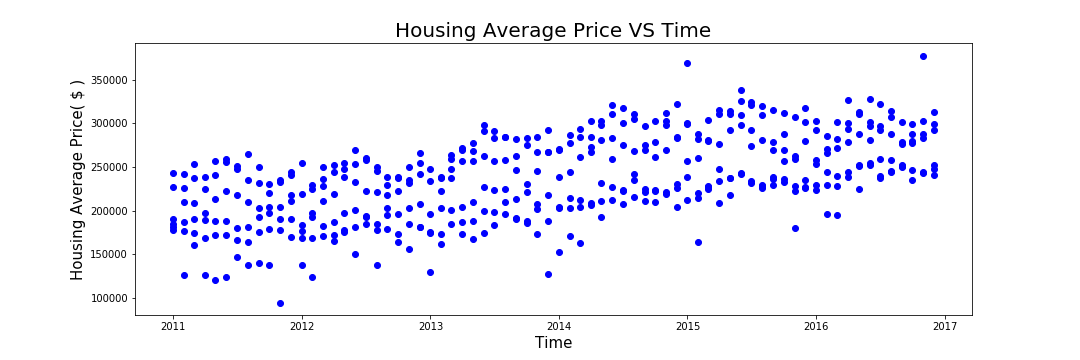 Housing Average Price VS Time
Housing Average Price( $ )
350000
300000
250000
200000
150000
100000
2011 2012 2013 2014 2015 2016 2017
Time